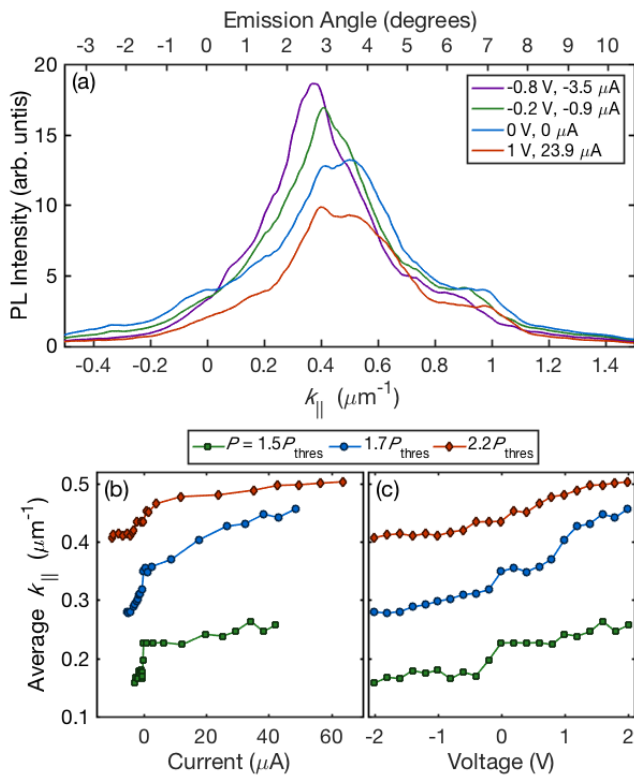 Emission Angle (degrees)
-3 -2 -1 0 1 2 3 4 5 6 7 8 9 10
(a)
-0.8 V, -3.5 μA
-0.2 V, -0.9 μA
0 V, 0 μA
1 V, 23.9 μA
PL Intensity (arb. untis)
20
15
10
5
0
-0.4 -0.2 0 0.2 0.4 0.6 0.8 1 1.2 1.4
k|| (μm-1)
P = 1.5Pthres 1.7Pthres 2.2Pthres
(b)
(c)
Average k|| (μm-1)
0.5
0.4
0.3
0.2
0.1
0 20 40 60
-2 -1 0 1 2
Current (μA)
Voltage (V)